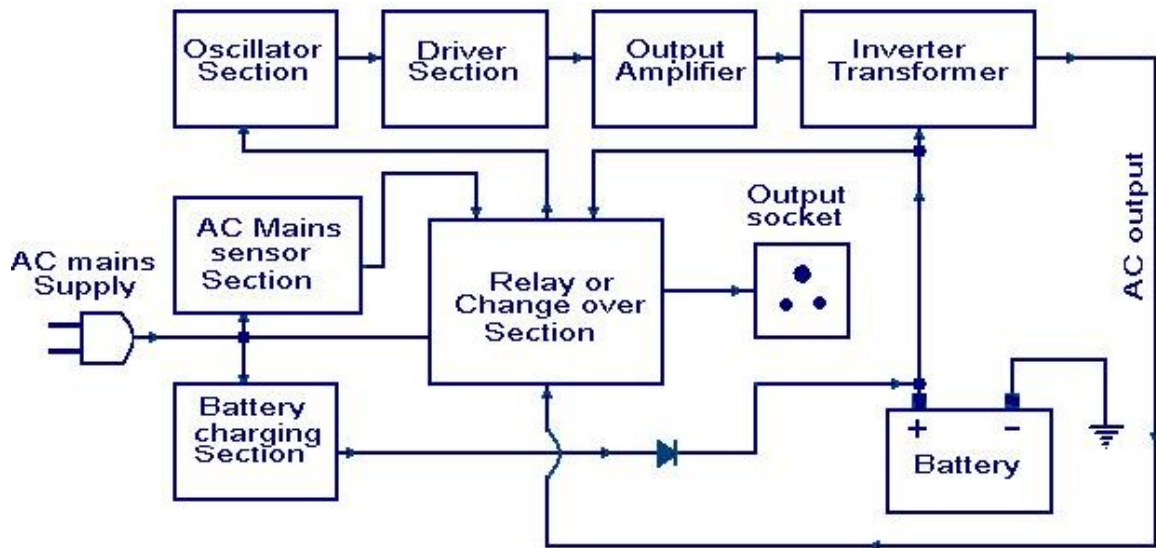 Oscillator
Section
Driver
Section
Output
Amplifier
Inverter
Transformer
AC Mains
sensor
Section
Output
socket
AC mains
Supply
Relay or
Change over
Section
AC output
Battery
charging
Section
+ -
Battery